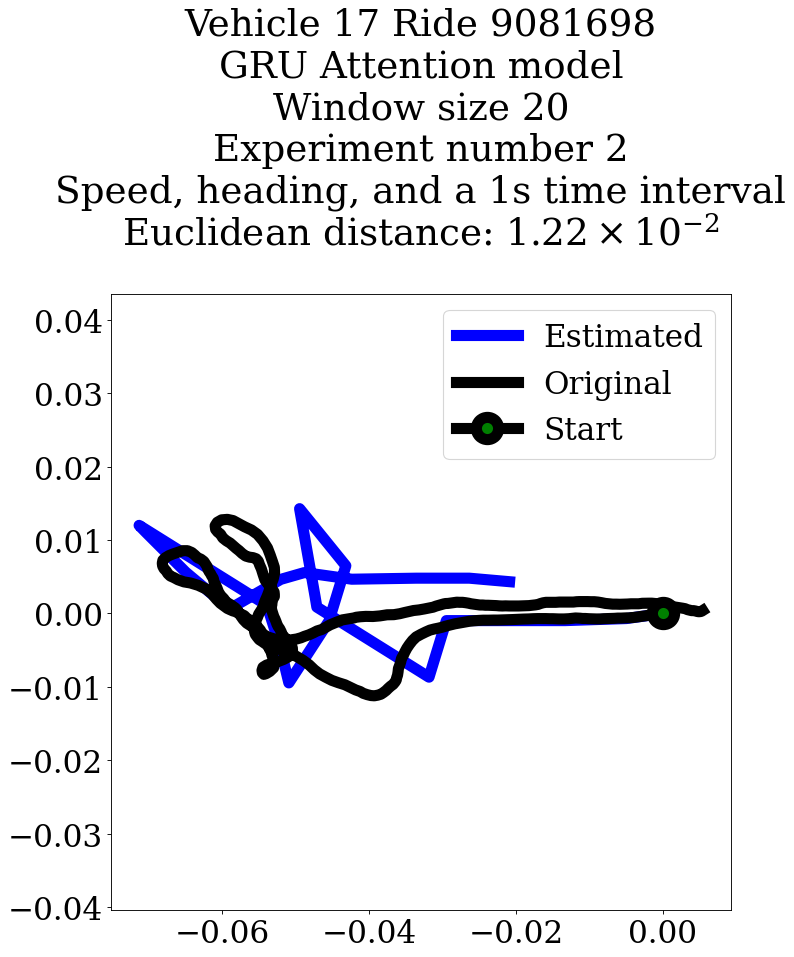 Vehicle 17 Ride 9081698
GRU Attention model
Window size 20
Experiment number 2
Speed, heading, and a 1s time interval
Euclidean distance: 1.22 × 10⁻²
Estimated
Original
Start
0.04
0.03
0.02
0.01
0.00
−0.01
−0.02
−0.03
−0.04
−0.06 −0.04 −0.02 0.00